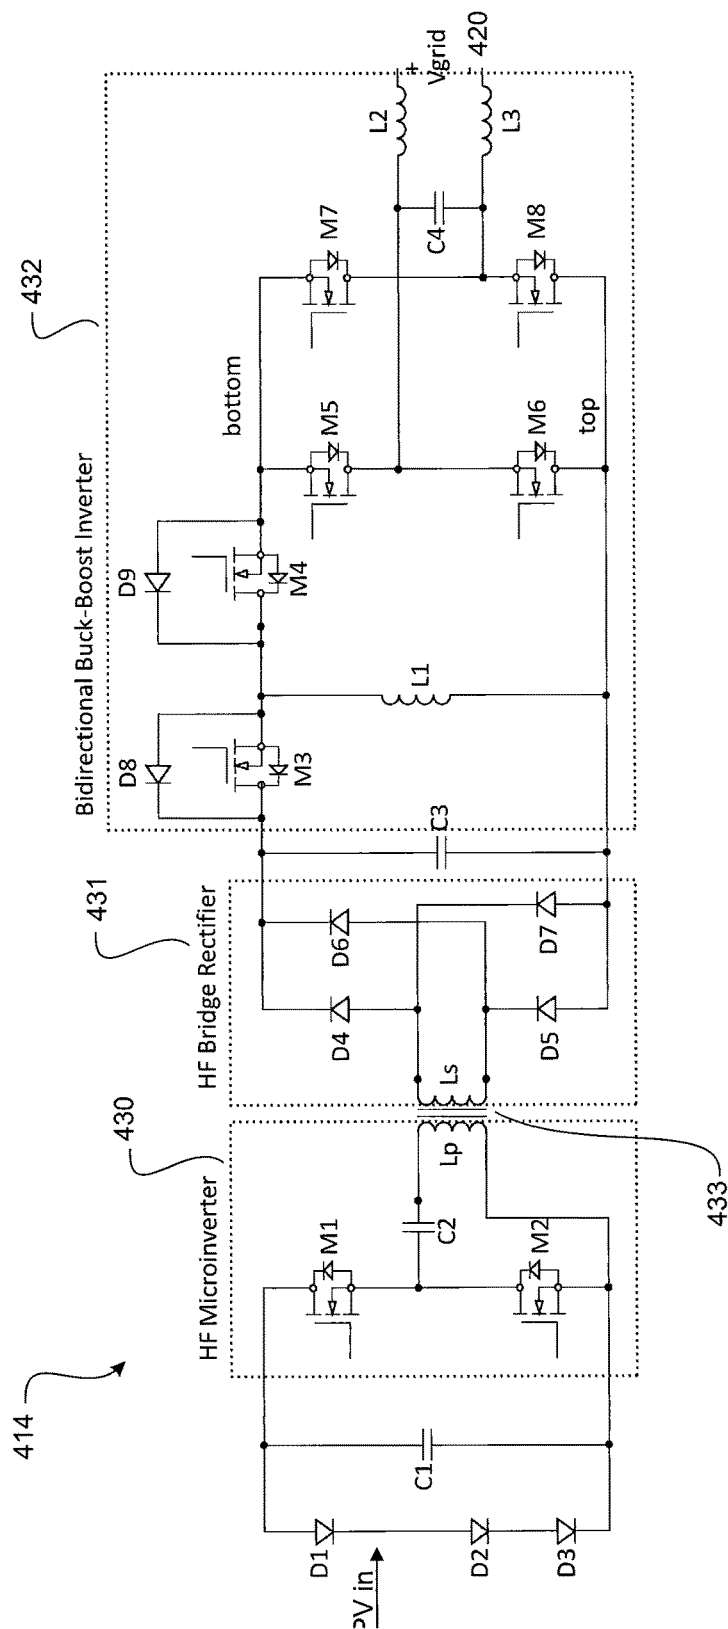 414
430
431
432
HF Microinverter
HF Bridge Rectifier
Bidirectional Buck-Boost Inverter
D8
D9
M3
M4
bottom
D1
PV in
D2
D3
C1
M1
M2
C2
Lp
Ls
433
D4
D6
D5
D7
C3
L1
M5
M6
M7
M8
top
C4
L2
L3
+
Vgrid
-
420